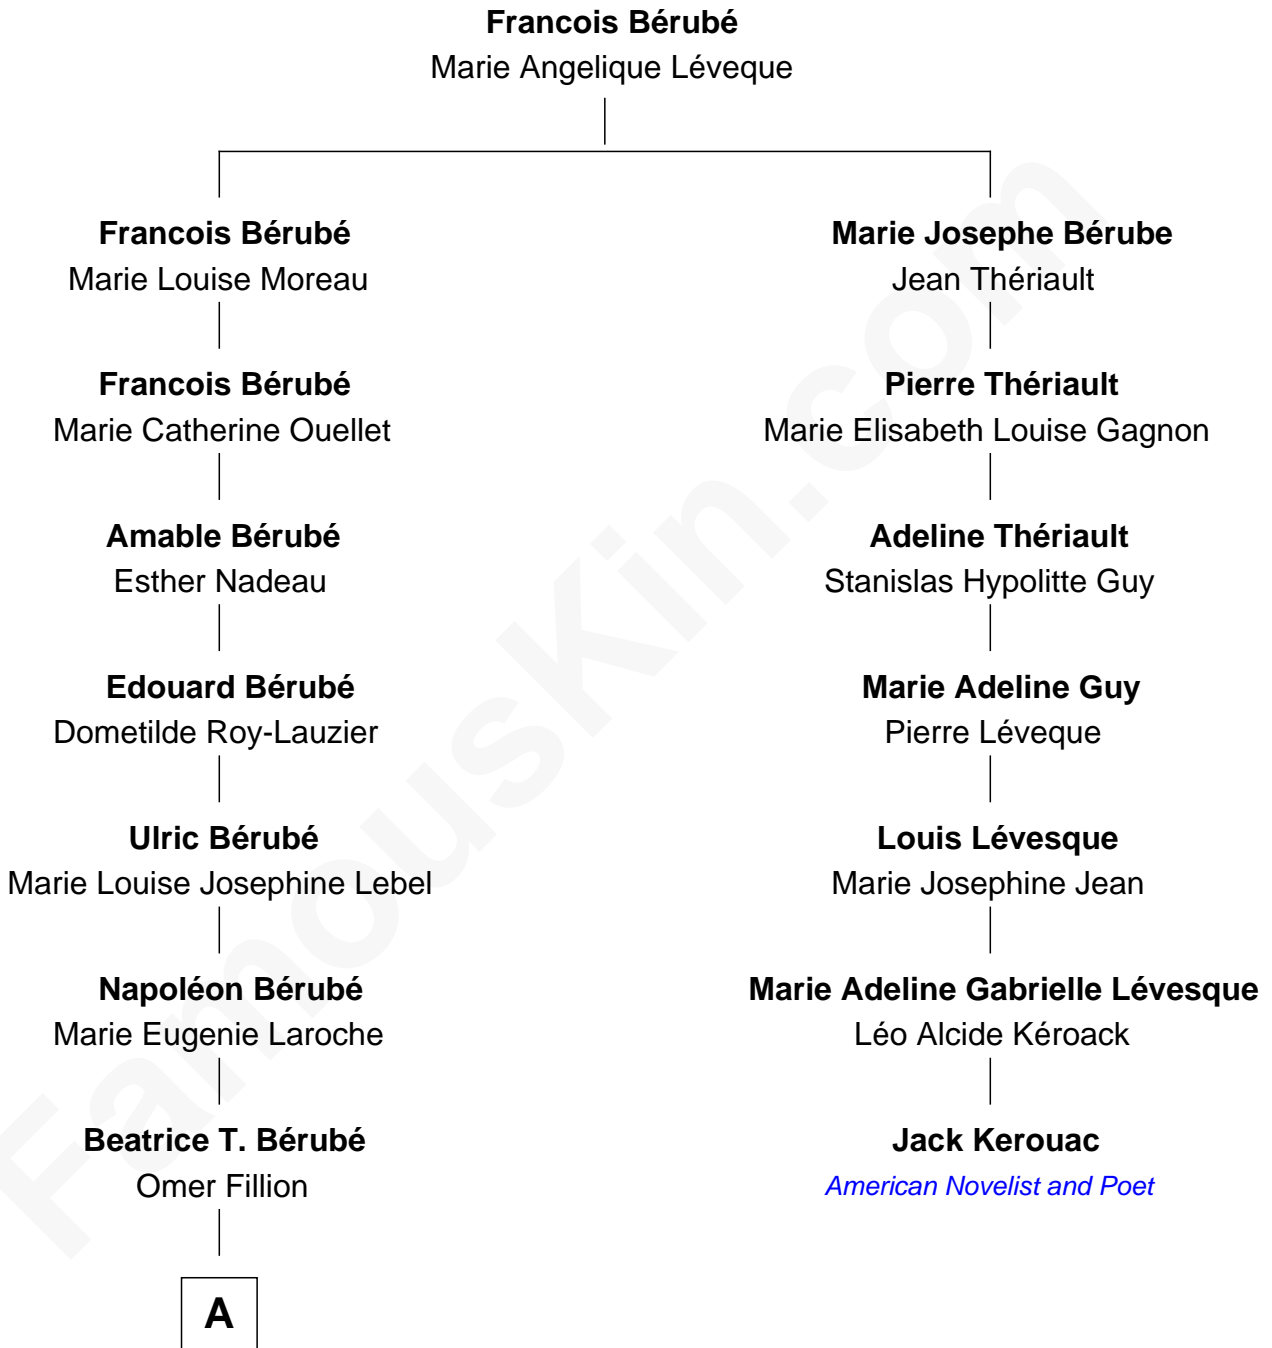 Francois Bérubé
Marie Angelique Léveque
Francois Bérubé
Marie Louise Moreau
Francois Bérubé
Marie Catherine Ouellet
Amable Bérubé
Esther Nadeau
Edouard Bérubé
Dometilde Roy-Lauzier
Ulric Bérubé
Marie Louise Josephine Lebel
Napoléon Bérubé
Marie Eugenie Laroche
Beatrice T. Bérubé
Omer Fillion
A
Marie Josephe Bérube
Jean Thériault
Pierre Thériault
Marie Elisabeth Louise Gagnon
Adeline Thériault
Stanislas Hypolitte Guy
Marie Adeline Guy
Pierre Léveque
Louis Lévesque
Marie Josephine Jean
Marie Adeline Gabrielle Lévesque
Léo Alcide Kéroack
Jack Kerouac
American Novelist and Poet
FamousKin.com